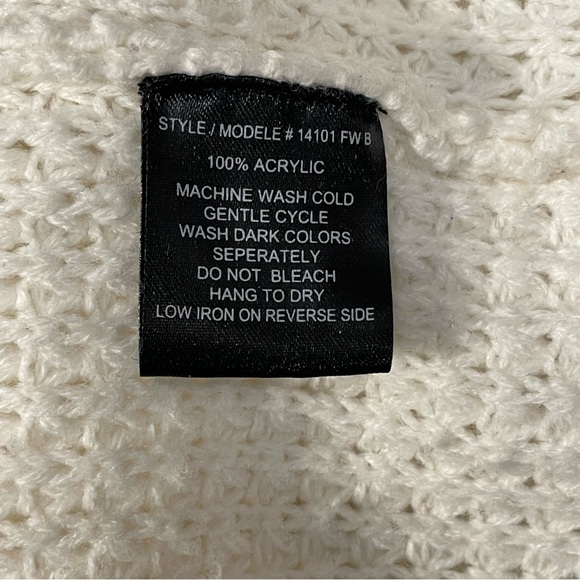 STYLE / MODELE # 14101 FW B
100% ACRYLIC
MACHINE WASH COLD
GENTLE CYCLE
WASH DARK COLORS
SEPERATELY
DO NOT BLEACH
HANG TO DRY
LOW IRON ON REVERSE SIDE